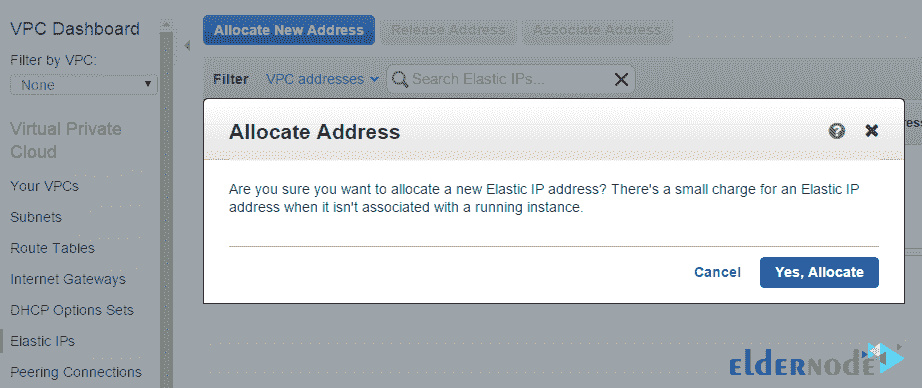 VPC Dashboard
Filter by VPC:
None
Virtual Private
Cloud
Your VPCs
Subnets
Route Tables
Internet Gateways
DHCP Options Sets
Elastic IPs
Peering Connections
Allocate New Address
Release Address
Associate Address
Filter
VPC addresses
Search Elastic IPs...
Allocate Address
Are you sure you want to allocate a new Elastic IP address? There's a small charge for an Elastic IP
address when it isn't associated with a running instance.
Cancel
Yes, Allocate
eldernode